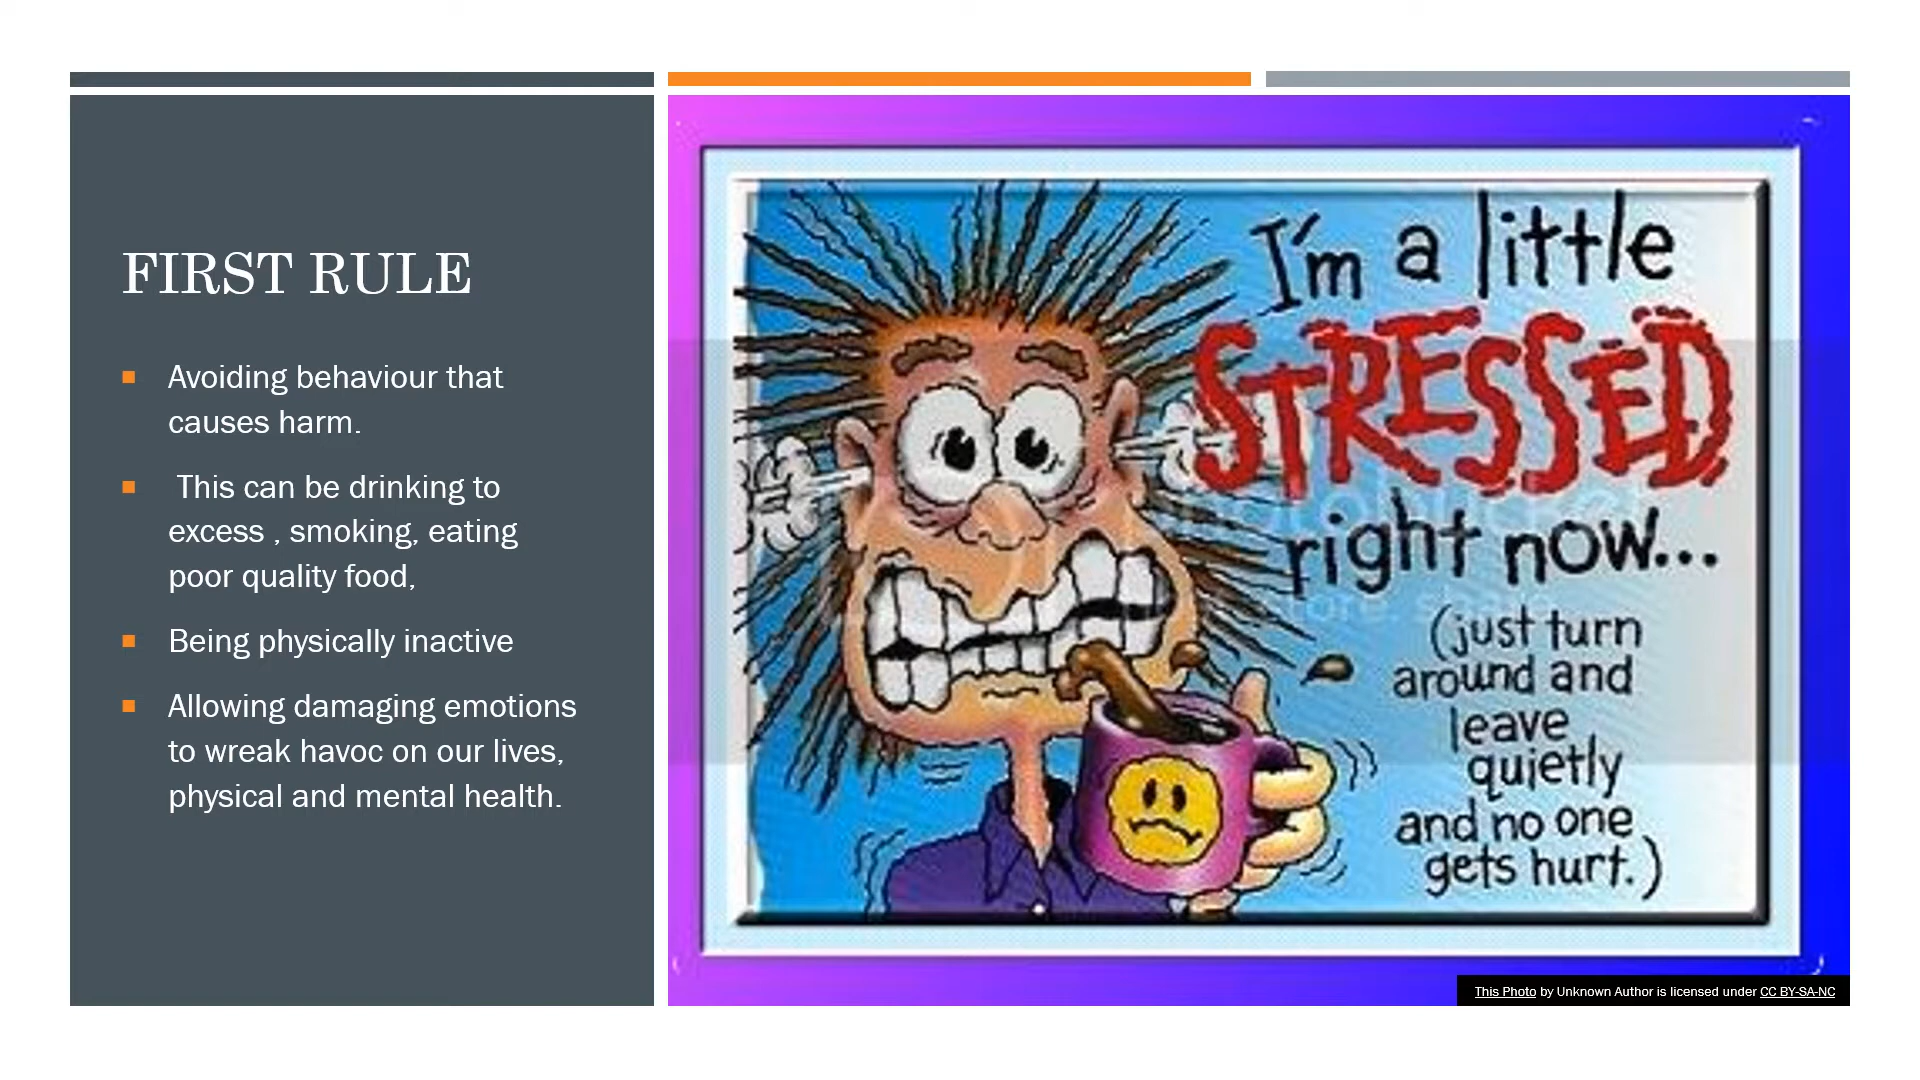 FIRST RULE
Avoiding behaviour that
causes harm.
This can be drinking to
excess , smoking, eating
poor quality food,
Being physically inactive
Allowing damaging emotions
to wreak havoc on our lives,
physical and mental health.
I'm a little
STRESSED
right now...
(just turn
around and
leave
quietly
and no one
gets hurt.)
This Photo by Unknown Author is licensed under CC BY-SA-NC